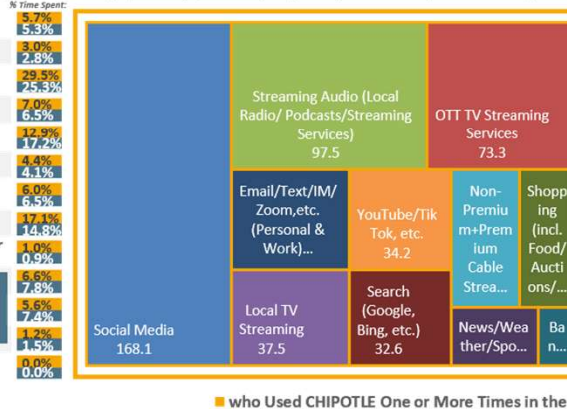 % Time Spent:
5.7%
5.3%
3.0%
2.8%
29.5%
25.3%
7.0%
6.5%
12.9%
17.2%
4.4%
4.1%
6.0%
6.5%
17.1%
14.8%
1.0%
0.9%
6.6%
7.8%
5.6%
7.4%
1.2%
1.5%
0.0%
0.0%
Social Media
168.1
Streaming Audio (Local
Radio/ Podcasts/Streaming
Services)
97.5
OTT TV Streaming
Services
73.3
Email/Text/IM/
Zoom,etc.
(Personal &
Work)...
YouTube/Tik
Tok, etc.
34.2
Non-
Premiu
m+Prem
ium
Cable
Strea...
Shopp
ing
(incl.
Food/
Aucti
ons/...
Local TV
Streaming
37.5
Search
(Google,
Bing, etc.)
32.6
News/Wea
ther/Spo...
Ba
n...
who Used CHIPOTLE One or More Times in the